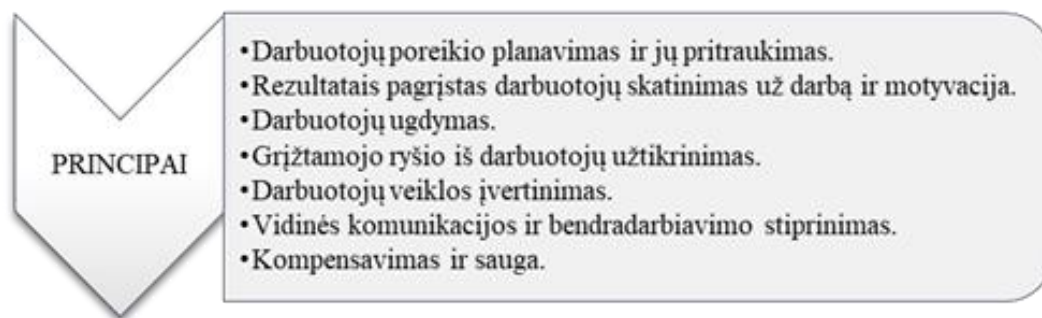 PRINCIPAI
•Darbuotojų poreikio planavimas ir jų pritraukimas.
•Rezultatais pagrįstas darbuotojų skatinimas už darbą ir motyvacija.
•Darbuotojų ugdymas.
•Grįžtamojo ryšio iš darbuotojų užtikrinimas.
•Darbuotojų veiklos įvertinimas.
•Vidinės komunikacijos ir bendradarbiavimo stiprinimas.
•Kompensavimas ir sauga.